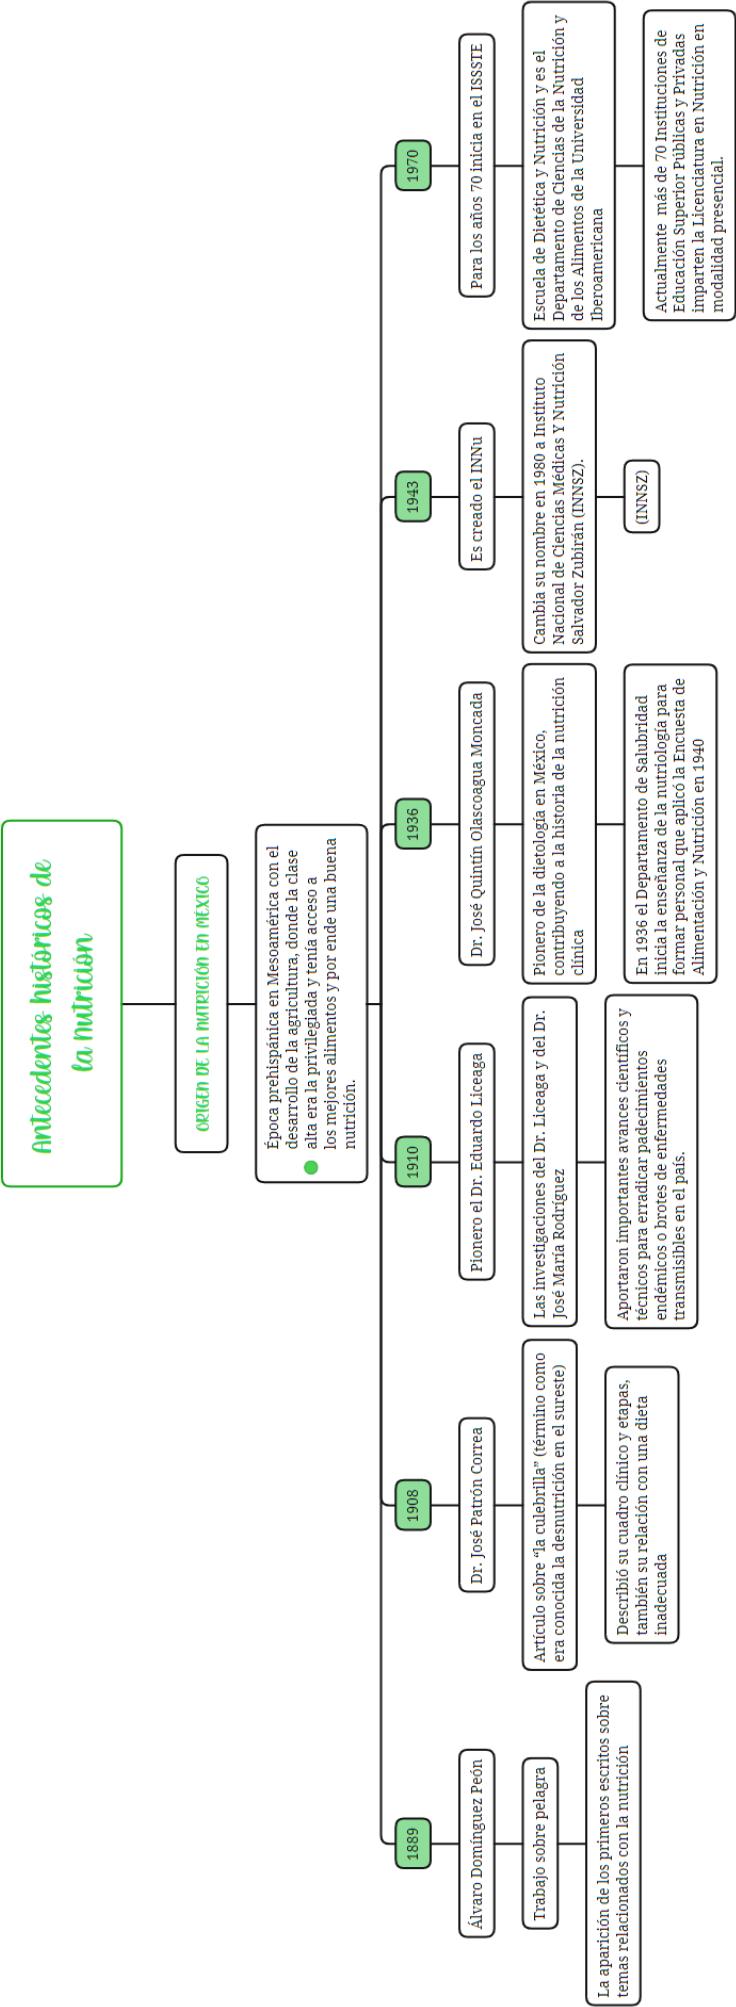 Antecedentes históricos de
la nutrición
ORIGEN DE LA NUTRICIÓN EN MÉXICO
Época prehispánica en Mesoamérica con el
desarrollo de la agricultura, donde la clase
alta era la privilegiada y tenía acceso a
los mejores alimentos y por ende una buena
nutrición.
1889
Álvaro Domínguez Peón
Trabajo sobre pelagra
La aparición de los primeros escritos sobre
temas relacionados con la nutrición
1908
Dr. José Patrón Correa
Artículo sobre “la culebrilla” (término como
era conocida la desnutrición en el sureste)
Describió su cuadro clínico y etapas,
también su relación con una dieta
inadecuada
1910
Pionero el Dr. Eduardo Liceaga
Las investigaciones del Dr. Liceaga y del Dr.
José María Rodríguez
Aportaron importantes avances científicos y
técnicos para erradicar padecimientos
endémicos o brotes de enfermedades
transmisibles en el país.
1936
Dr. José Quintín Olascoagua Moncada
Pionero de la dietología en México,
contribuyendo a la historia de la nutrición
clínica
En 1936 el Departamento de Salubridad
inicia la enseñanza de la nutriología para
formar personal que aplicó la Encuesta de
Alimentación y Nutrición en 1940
1943
Es creado el INNu
Cambia su nombre en 1980 a Instituto
Nacional de Ciencias Médicas Y Nutrición
Salvador Zubirán (INNSZ).
(INNSZ)
1970
Para los años 70 inicia en el ISSSTE
Escuela de Dietética y Nutrición y es el
Departamento de Ciencias de la Nutrición y
de los Alimentos de la Universidad
Iberoamericana
Actualmente más de 70 Instituciones de
Educación Superior Públicas y Privadas
imparten la Licenciatura en Nutrición en
modalidad presencial.